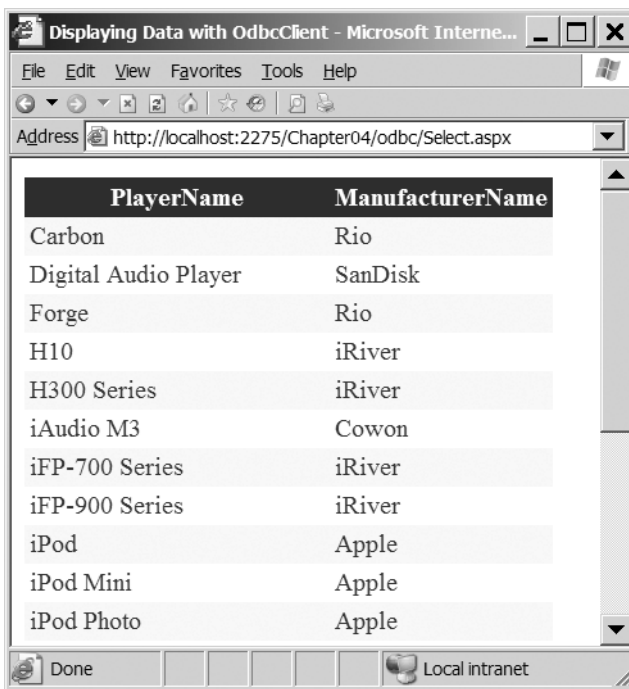 Displaying Data with OdbcClient - Microsoft Interne...
File Edit View Favorites Tools Help
Address http://localhost:2275/Chapter04/odbc/Select.aspx
PlayerName ManufacturerName
Carbon Rio
Digital Audio Player SanDisk
Forge Rio
H10 iRiver
H300 Series iRiver
iAudio M3 Cowon
iFP-700 Series iRiver
iFP-900 Series iRiver
iPod Apple
iPod Mini Apple
iPod Photo Apple
Done Local intranet